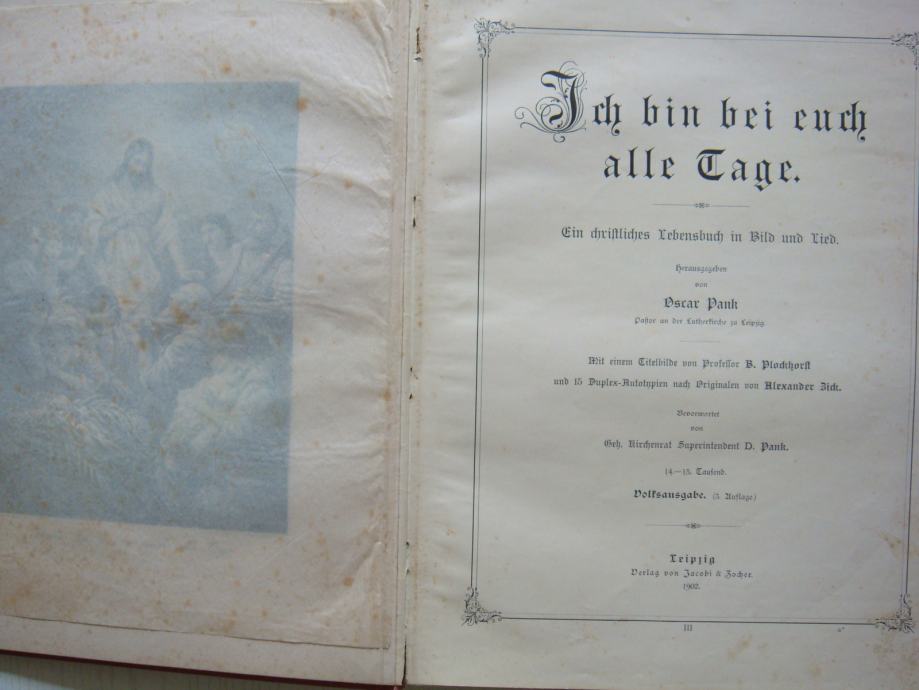 Ich bin bei euch
alle Tage.
Ein christliches Lebensbuch in Bild und Lied.
Herausgegeben
von
Oscar Pank
Pastor an der Lutherkirche zu Leipzig.
Mit einem Titelbilde von Professor B. Plockhorst
und 15 Duplex-Autotypien nach Originalen von Alexander Zick.
Bevorwortet
von
Geh. Kirchenrat Superintendent D. Pank.
14.—15. Tausend.
Volksausgabe. (3. Auflage)
Leipzig
Verlag von Jacobi & Zocher.
1902.
III